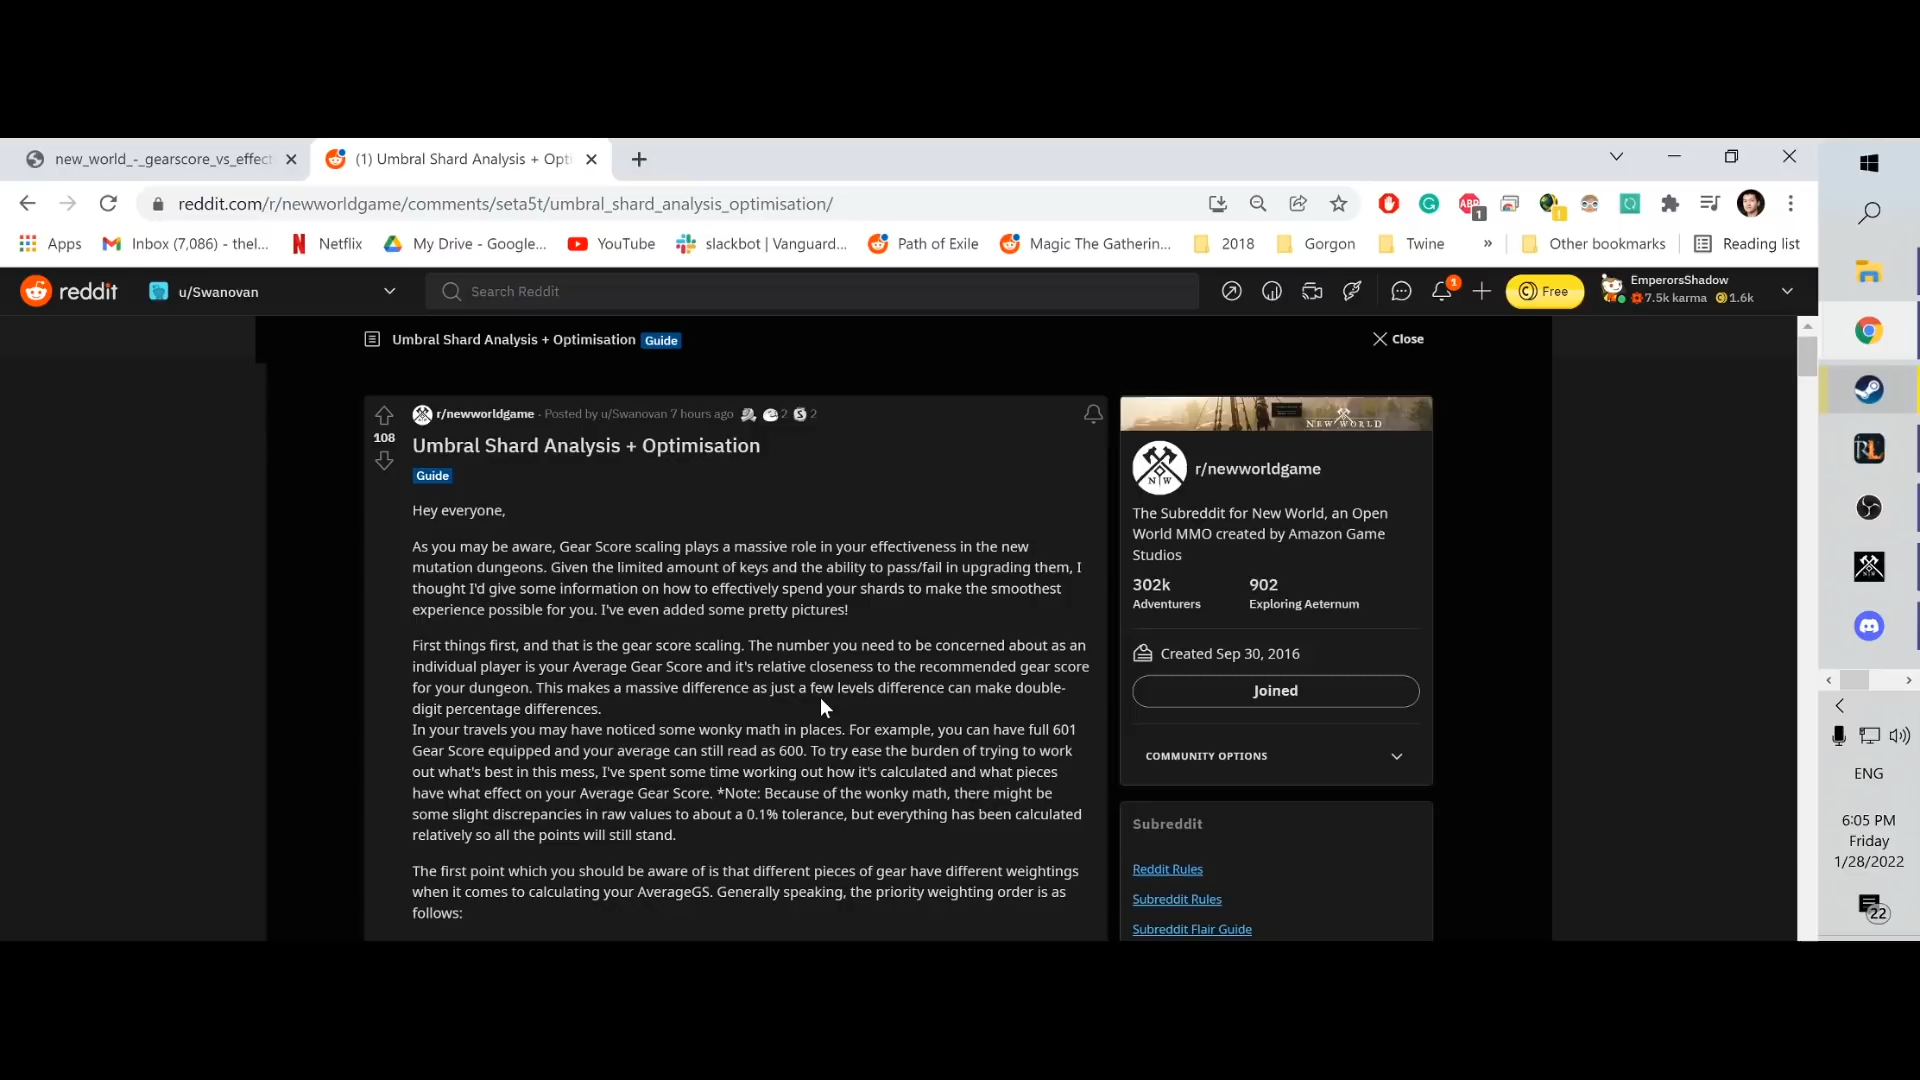 new_world_-_gearscore_vs_effect
(1) Umbral Shard Analysis + Opti
reddit.com/r/newworldgame/comments/seta5t/umbral_shard_analysis_optimisation/
Apps
Inbox (7,086) - thel...
Netflix
My Drive - Google...
YouTube
slackbot | Vanguard...
Path of Exile
Magic The Gatherin...
2018
Gorgon
Twine
»
Other bookmarks
Reading list
reddit
u/Swanovan
Search Reddit
1
Free
EmperorsShadow
7.5k karma 1.6k
Umbral Shard Analysis + Optimisation Guide
Close
108
r/newworldgame · Posted by u/Swanovan 7 hours ago 2 2
Umbral Shard Analysis + Optimisation
Guide
Hey everyone,
As you may be aware, Gear Score scaling plays a massive role in your effectiveness in the new
mutation dungeons. Given the limited amount of keys and the ability to pass/fail in upgrading them, I
thought I'd give some information on how to effectively spend your shards to make the smoothest
experience possible for you. I've even added some pretty pictures!
First things first, and that is the gear score scaling. The number you need to be concerned about as an
individual player is your Average Gear Score and it's relative closeness to the recommended gear score
for your dungeon. This makes a massive difference as just a few levels difference can make double-
digit percentage differences.
In your travels you may have noticed some wonky math in places. For example, you can have full 601
Gear Score equipped and your average can still read as 600. To try ease the burden of trying to work
out what's best in this mess, I've spent some time working out how it's calculated and what pieces
have what effect on your Average Gear Score. *Note: Because of the wonky math, there might be
some slight discrepancies in raw values to about a 0.1% tolerance, but everything has been calculated
relatively so all the points will still stand.
The first point which you should be aware of is that different pieces of gear have different weightings
when it comes to calculating your AverageGS. Generally speaking, the priority weighting order is as
follows:
NEW WORLD
N W
r/newworldgame
The Subreddit for New World, an Open
World MMO created by Amazon Game
Studios
302k 902
Adventurers Exploring Aeternum
Created Sep 30, 2016
Joined
COMMUNITY OPTIONS
Subreddit
Reddit Rules
Subreddit Rules
Subreddit Flair Guide
ABP
1
ENG
6:05 PM
Friday
1/28/2022
22